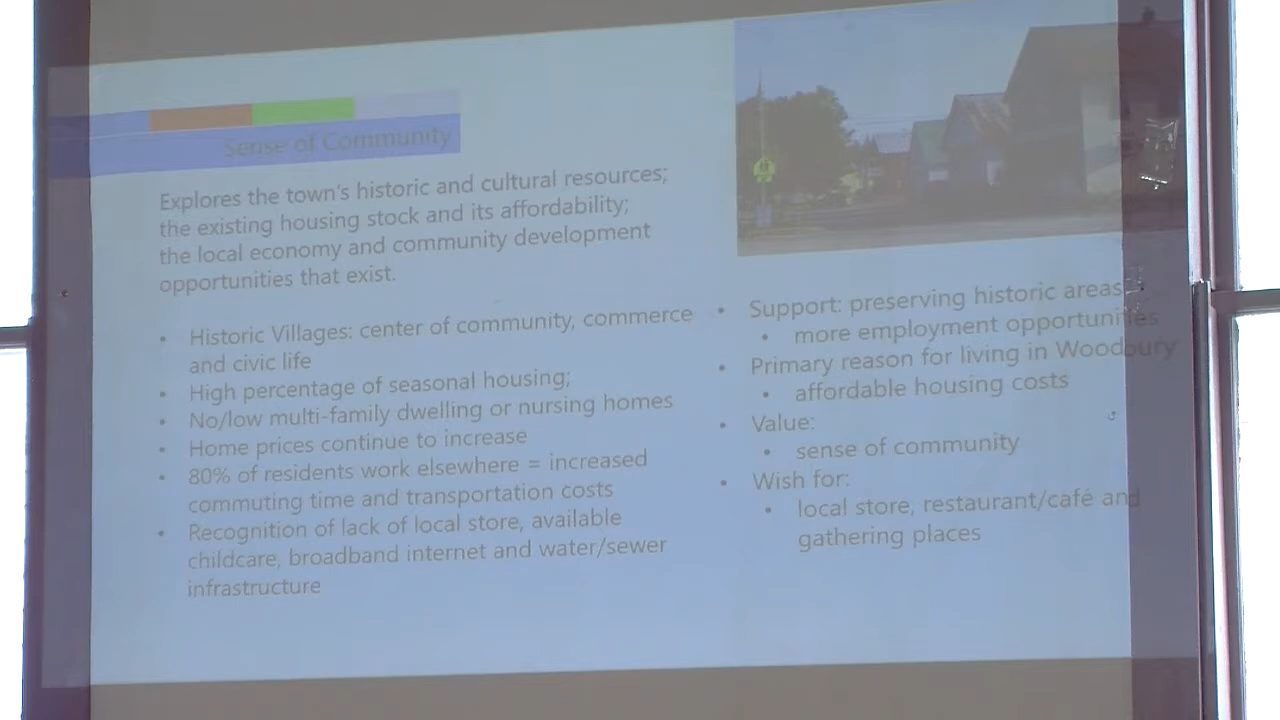 Sense of Community
Explores the town's historic and cultural resources;
the existing housing stock and its affordability;
the local economy and community development
opportunities that exist.
• Historic Villages: center of community, commerce
and civic life
• High percentage of seasonal housing;
• No/low multi-family dwelling or nursing homes
• Home prices continue to increase
• 80% of residents work elsewhere = increased
commuting time and transportation costs
• Recognition of lack of local store, available
childcare, broadband internet and water/sewer
infrastructure
• Support: preserving historic areas
• more employment opportunities
• Primary reason for living in Woodbury
• affordable housing costs
• Value:
• sense of community
• Wish for:
• local store, restaurant/café and
gathering places